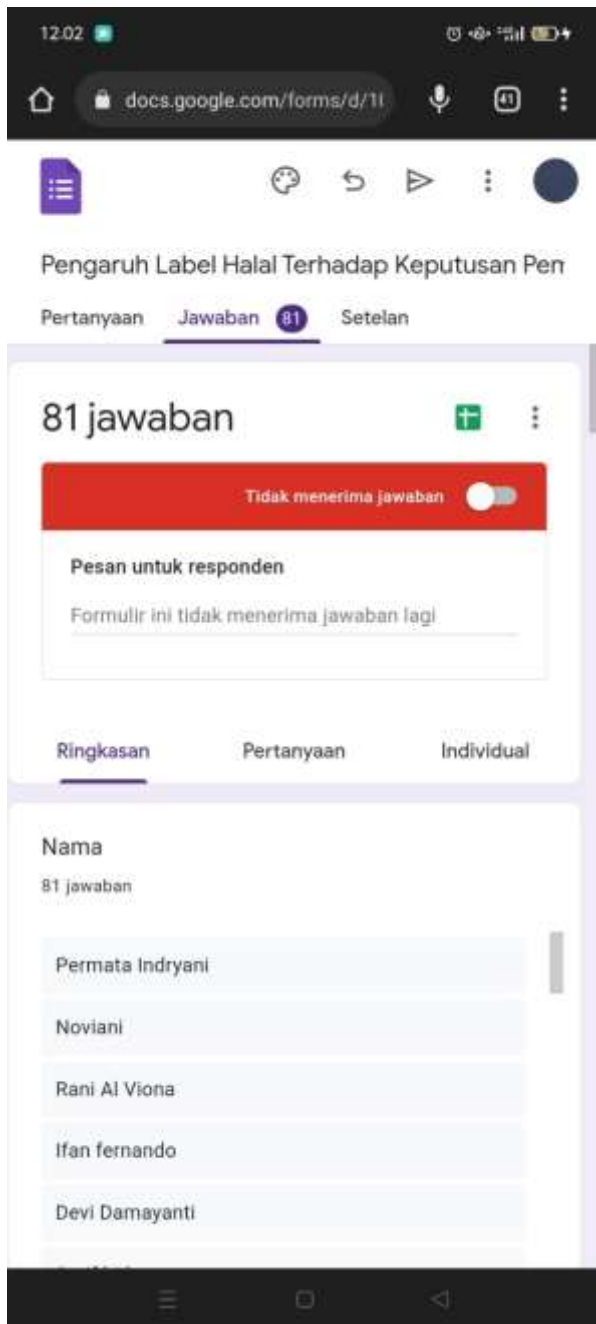 12.02
docs.google.com/forms/d/1
41
Pengaruh Label Halal Terhadap Keputusan Pem
Pertanyaan Jawaban 81 Setelan
81 jawaban
Tidak menerima jawaban
Pesan untuk responden
Formulir ini tidak menerima jawaban lagi
Ringkasan Pertanyaan Individual
Nama
81 jawaban
Permata Indryani
Noviani
Rani Al Viona
Ifan fernando
Devi Damayanti